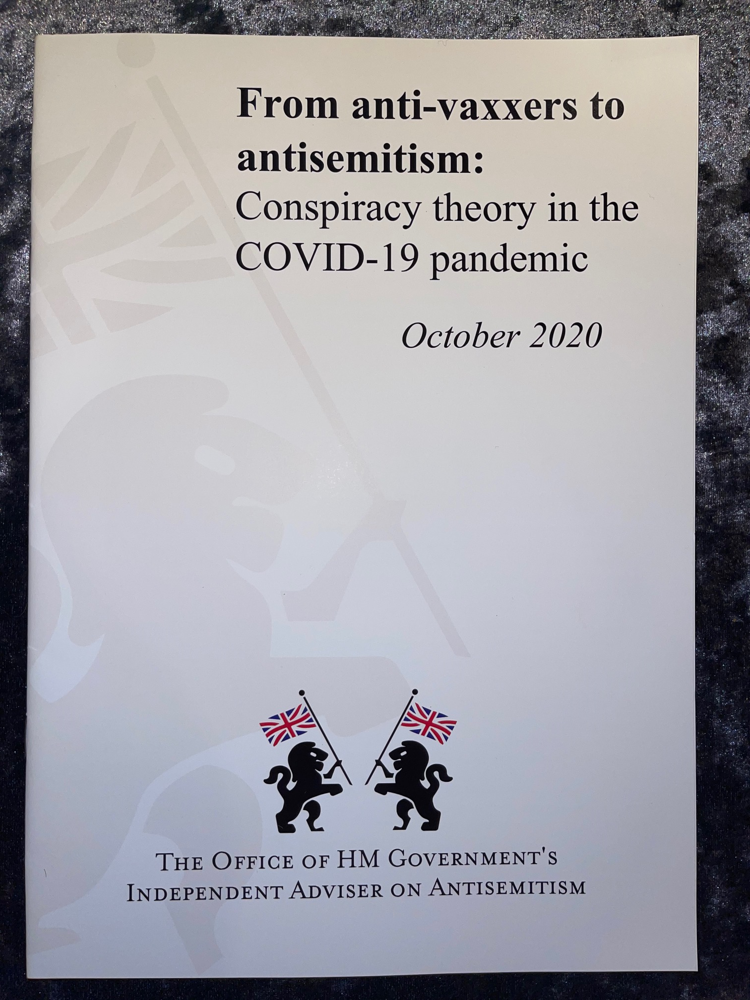 From anti-vaxxers to
antisemitism:
Conspiracy theory in the
COVID-19 pandemic
October 2020
THE OFFICE OF HM GOVERNMENT'S
INDEPENDENT ADVISER ON ANTISEMITISM